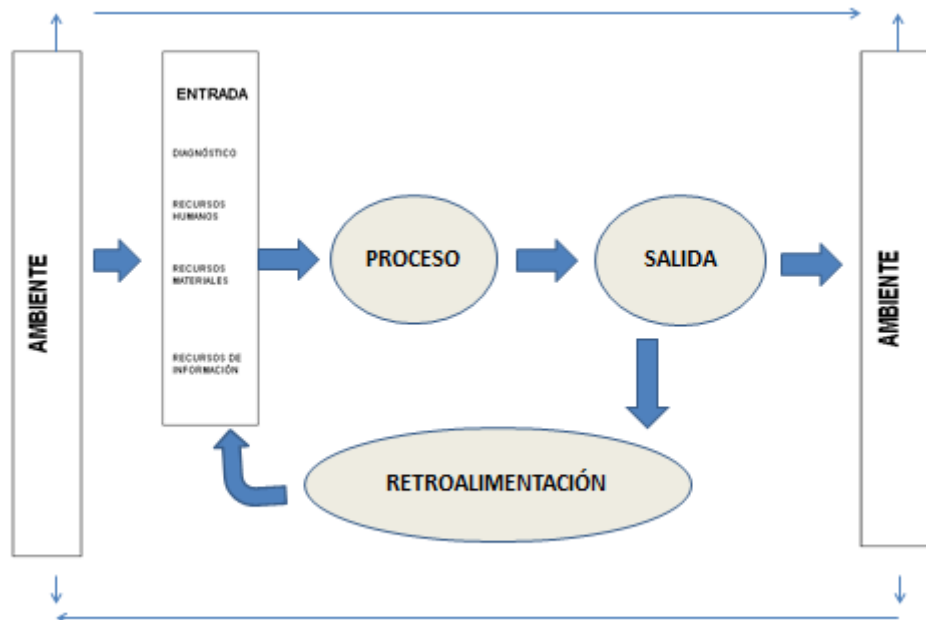 AMBIENTE
ENTRADA
DIAGNÓSTICO
RECURSOS
HUMANOS
RECURSOS
MATERIALES
RECURSOS DE
INFORMACIÓN
PROCESO
SALIDA
RETROALIMENTACIÓN
AMBIENTE